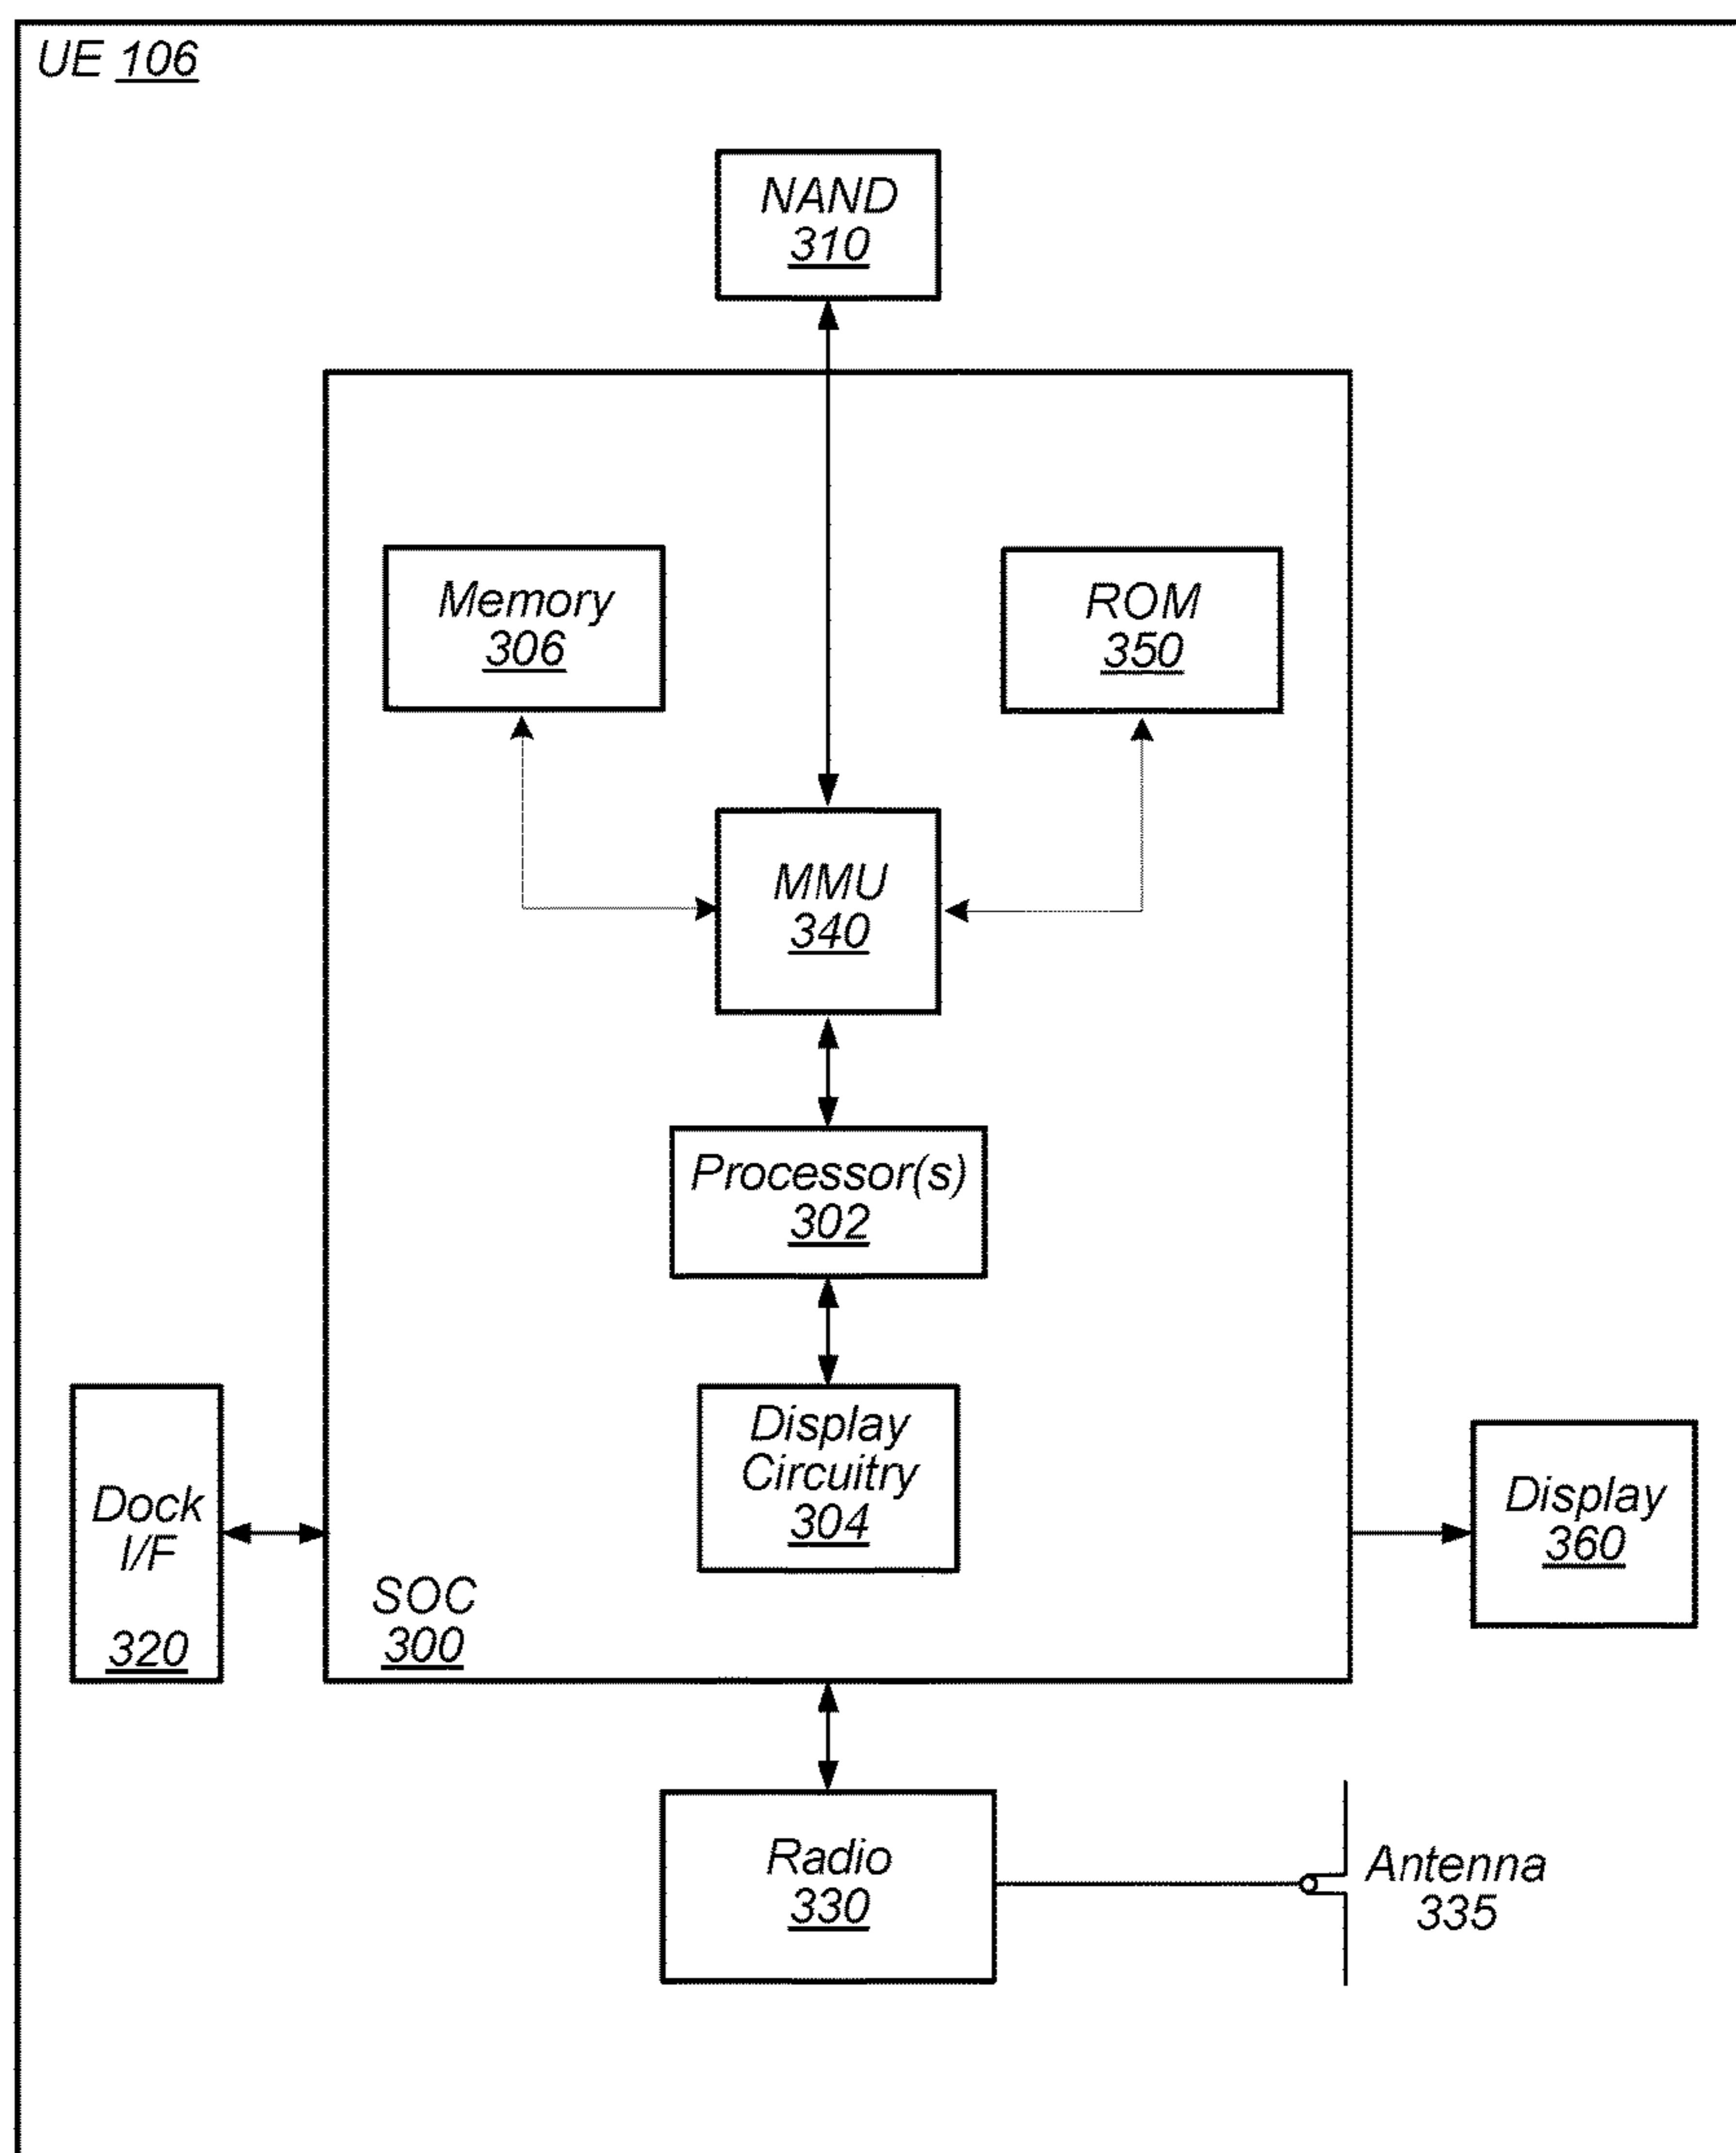 UE 106
NAND
310
Memory
306
ROM
350
MMU
340
Processor(s)
302
Display
Circuitry
304
Dock
I/F
320
SOC
300
Display
360
Radio
330
Antenna
335